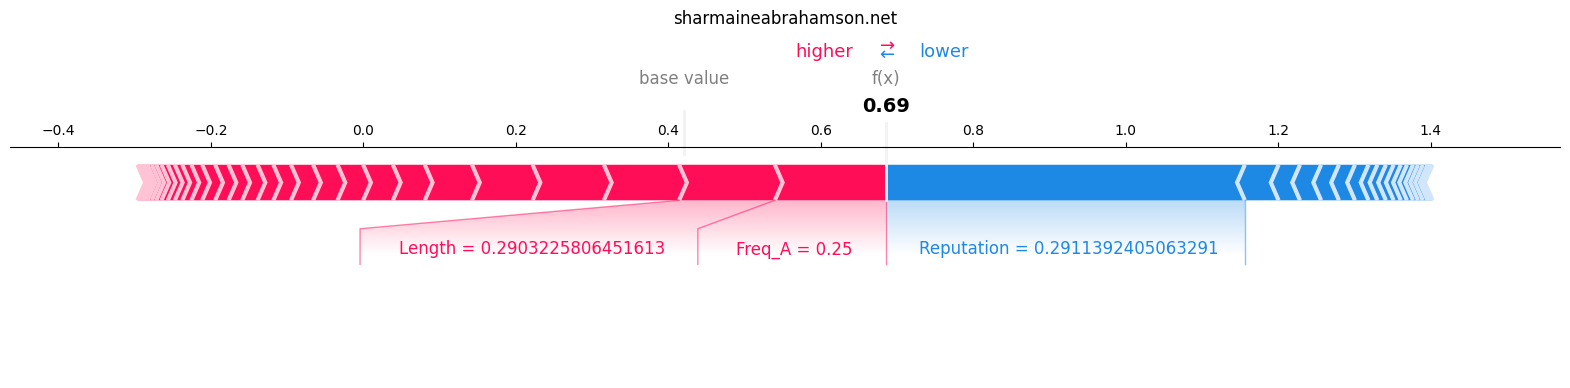 sharmaineabrahamson.net
higher ⇄ lower
base value f(x)
0.69
−0.4 −0.2 0.0 0.2 0.4 0.6 0.8 1.0 1.2 1.4
Length = 0.2903225806451613 Freq_A = 0.25 Reputation = 0.2911392405063291